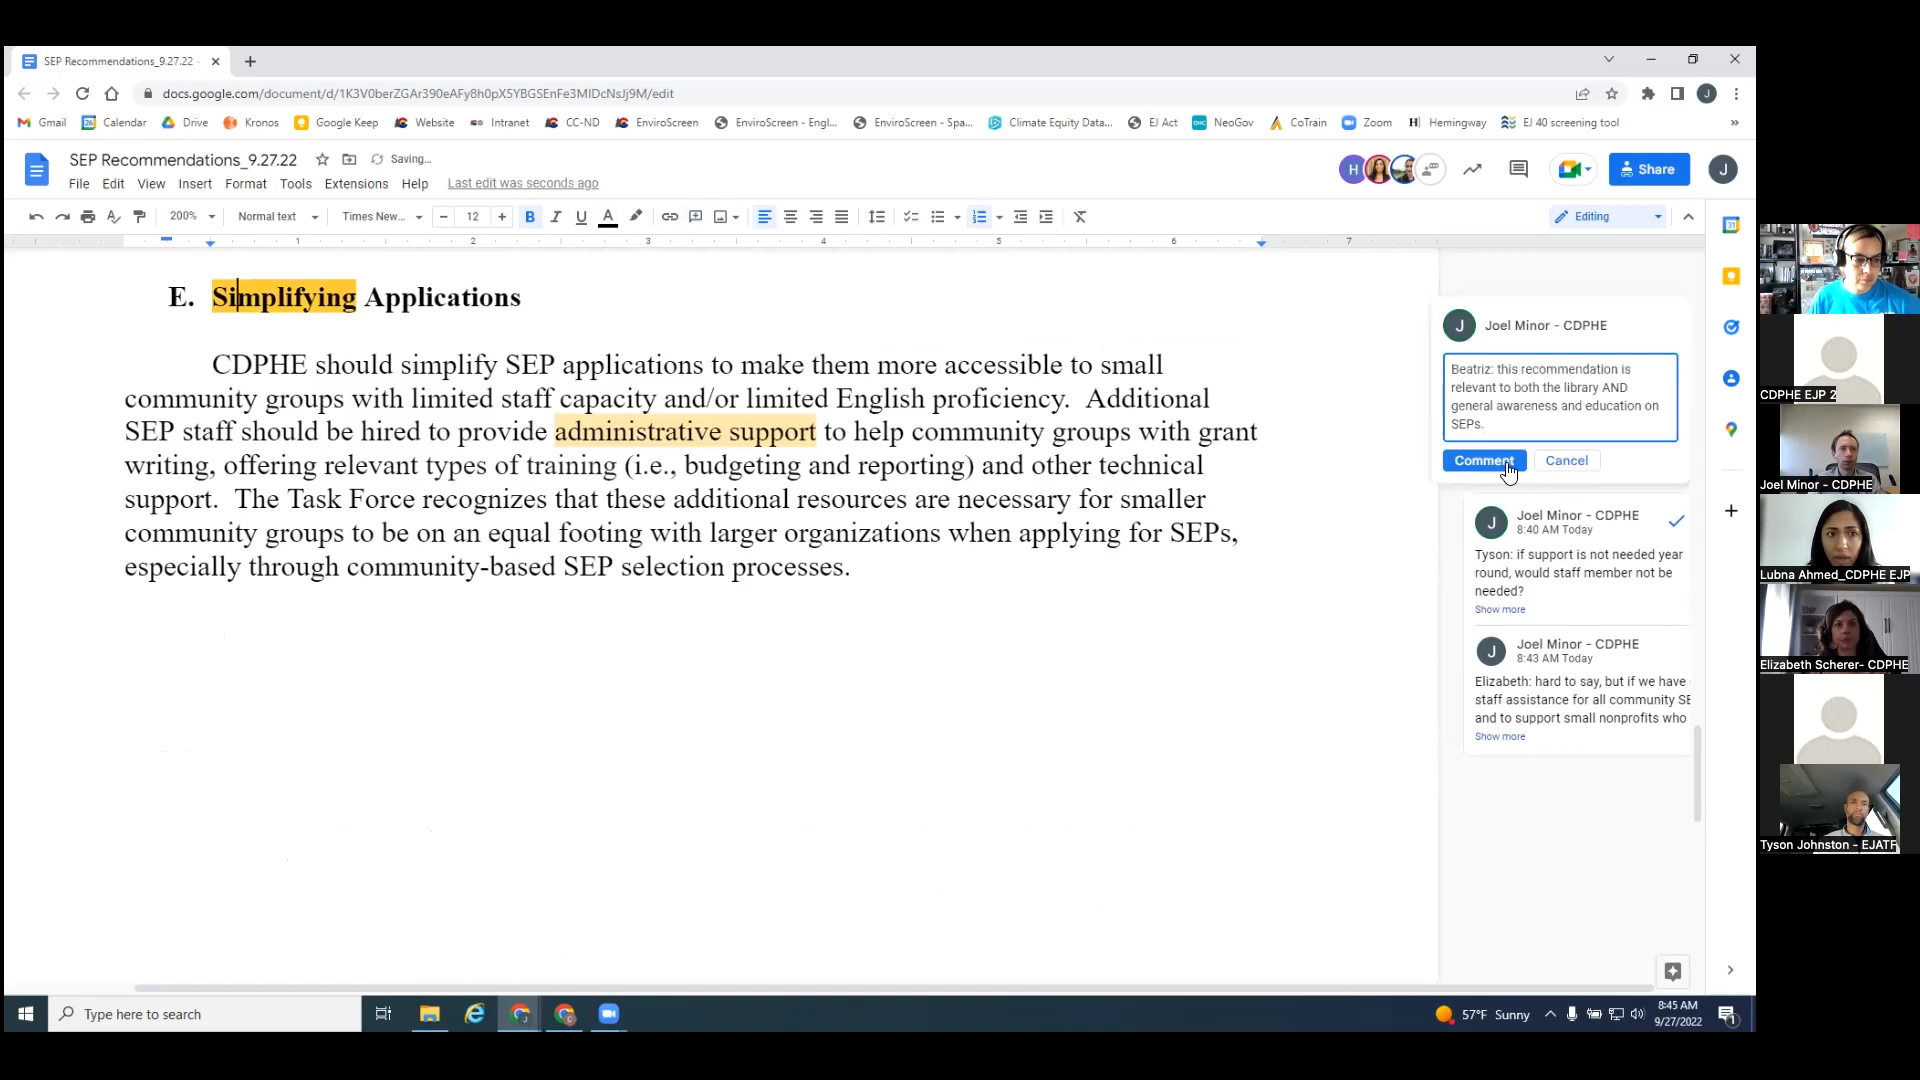 SEP Recommendations_9.27.22 -
docs.google.com/document/d/1K3V0berZGAr390eAFy8h0pX5YBGSEnFe3MIDcNsJj9M/edit
Gmail Calendar Drive Kronos Google Keep Website Intranet CC-ND EnviroScreen EnviroScreen - Engl... EnviroScreen - Spa... Climate Equity Data... EJ Act NeoGov CoTrain Zoom Hemingway EJ 40 screening tool »
SEP Recommendations_9.27.22 Saving...
H Share J
File Edit View Insert Format Tools Extensions Help Last edit was seconds ago
200% Normal text Times New... 12 B I U A Editing
1 2 3 4 5 6 7
E. Simplifying Applications
CDPHE should simplify SEP applications to make them more accessible to small
community groups with limited staff capacity and/or limited English proficiency. Additional
SEP staff should be hired to provide administrative support to help community groups with grant
writing, offering relevant types of training (i.e., budgeting and reporting) and other technical
support. The Task Force recognizes that these additional resources are necessary for smaller
community groups to be on an equal footing with larger organizations when applying for SEPs,
especially through community-based SEP selection processes.
J Joel Minor - CDPHE
Beatriz: this recommendation is
relevant to both the library AND
general awareness and education on
SEPs.
Comment Cancel
J Joel Minor - CDPHE
8:40 AM Today
Tyson: if support is not needed year
round, would staff member not be
needed?
Show more
J Joel Minor - CDPHE
8:43 AM Today
Elizabeth: hard to say, but if we have
staff assistance for all community SE
and to support small nonprofits who
Show more
CDPHE EJP 2
Joel Minor - CDPHE
Lubna Ahmed_CDPHE EJP
Elizabeth Scherer- CDPHE
Tyson Johnston - EJATF
Type here to search
57°F Sunny
8:45 AM
9/27/2022
1